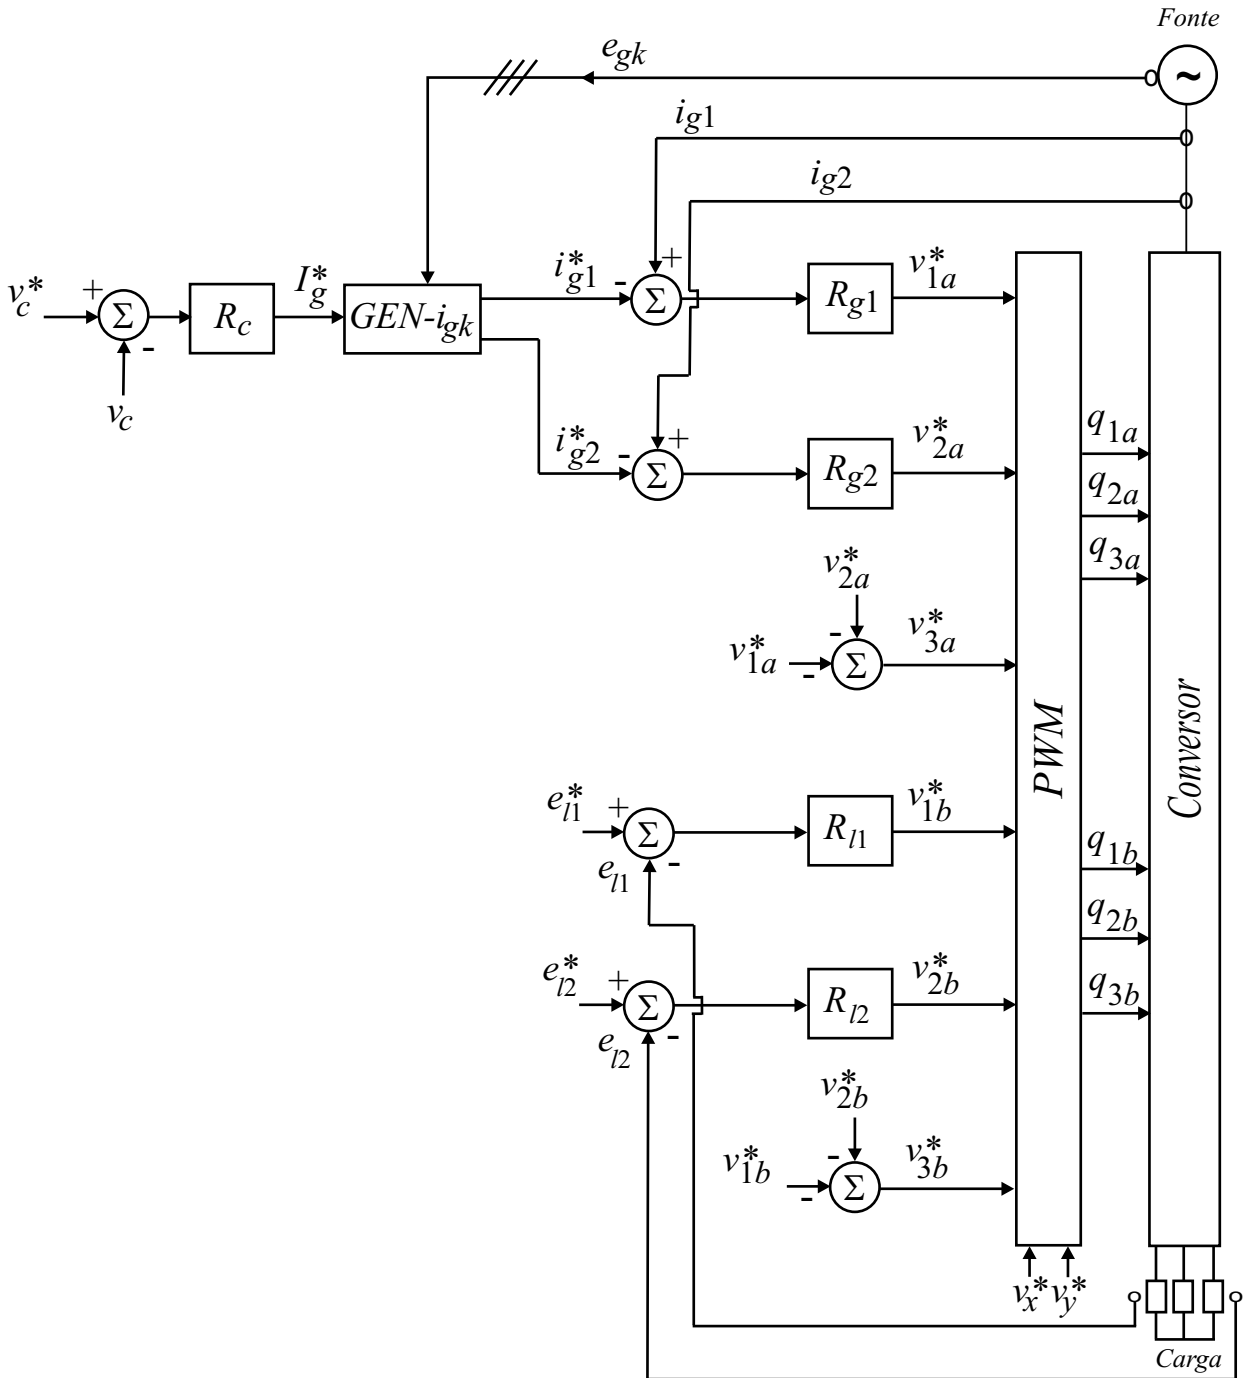 Fonte
e_gk
~
i_g1
i_g2
v_c* + Σ - v_c
R_c
I_g*
GEN-i_gk
i_g1* - + Σ
R_g1
v_1a*
i_g2* - + Σ
R_g2
v_2a*
q_1a
q_2a
q_3a
v_2a*
v_1a* - - Σ
v_3a*
PWM
Conversor
e_l1* + Σ -
e_l1
R_l1
v_1b*
q_1b
q_2b
q_3b
e_l2* + Σ -
e_l2
R_l2
v_2b*
v_2b*
v_1b* - - Σ
v_3b*
v_x* v_y*
Carga